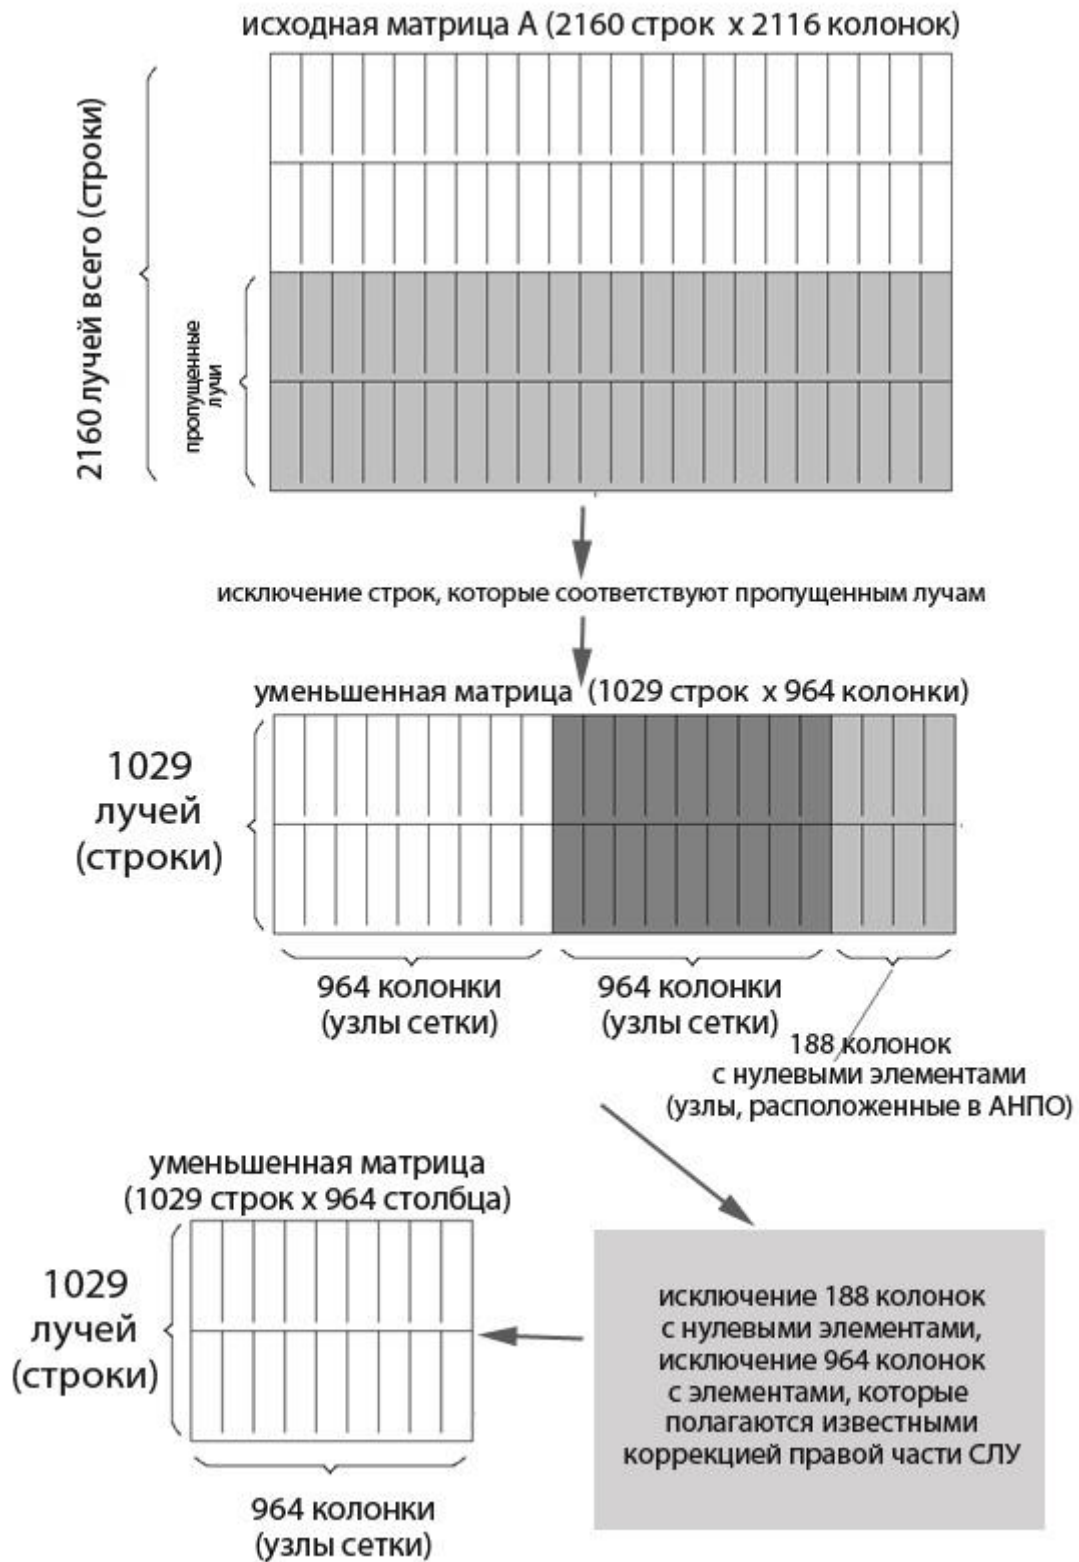 исходная матрица А (2160 строк х 2116 колонок)
2160 лучей всего (строки)
пропущенные
лучи
исключение строк, которые соответствуют пропущенным лучам
уменьшенная матрица (1029 строк х 964 колонки)
1029
лучей
(строки)
964 колонки
(узлы сетки)
964 колонки
(узлы сетки)
188 колонок
с нулевыми элементами
(узлы, расположенные в АНПО)
уменьшенная матрица
(1029 строк х 964 столбца)
1029
лучей
(строки)
964 колонки
(узлы сетки)
исключение 188 колонок
с нулевыми элементами,
исключение 964 колонок
с элементами, которые
полагаются известными
коррекцией правой части СЛУ